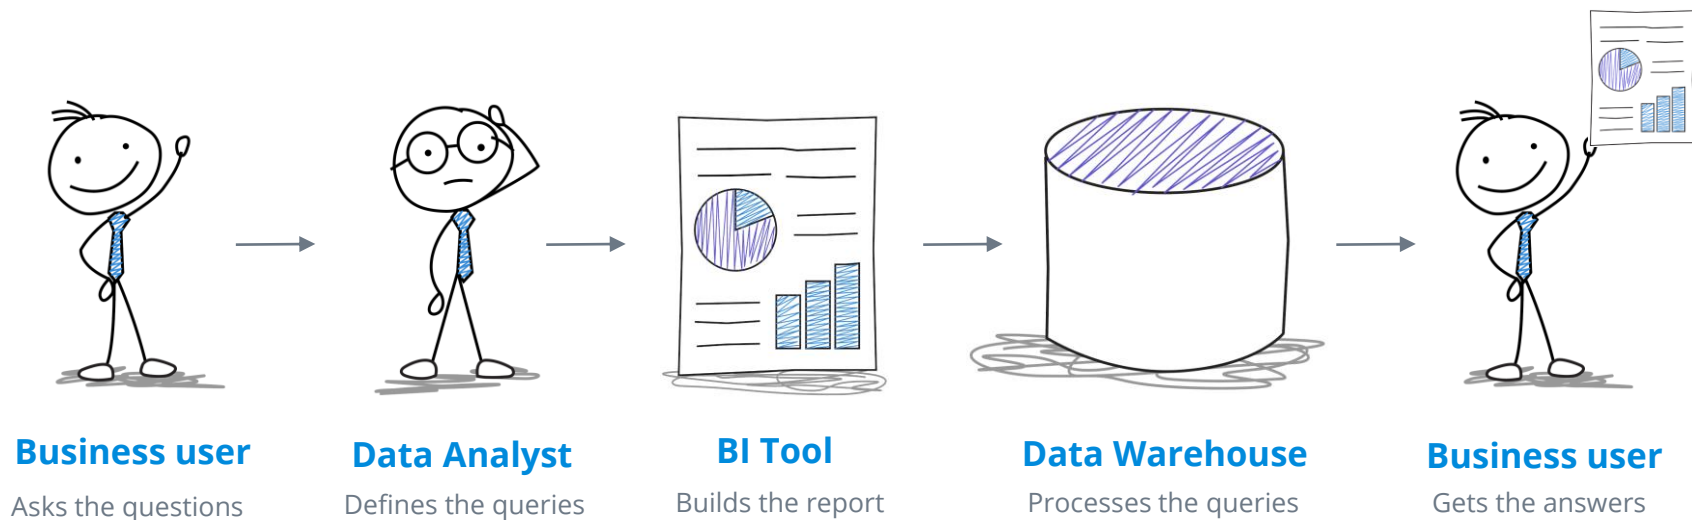 Business user
Asks the questions
Data Analyst
Defines the queries
BI Tool
Builds the report
Data Warehouse
Processes the queries
Business user
Gets the answers